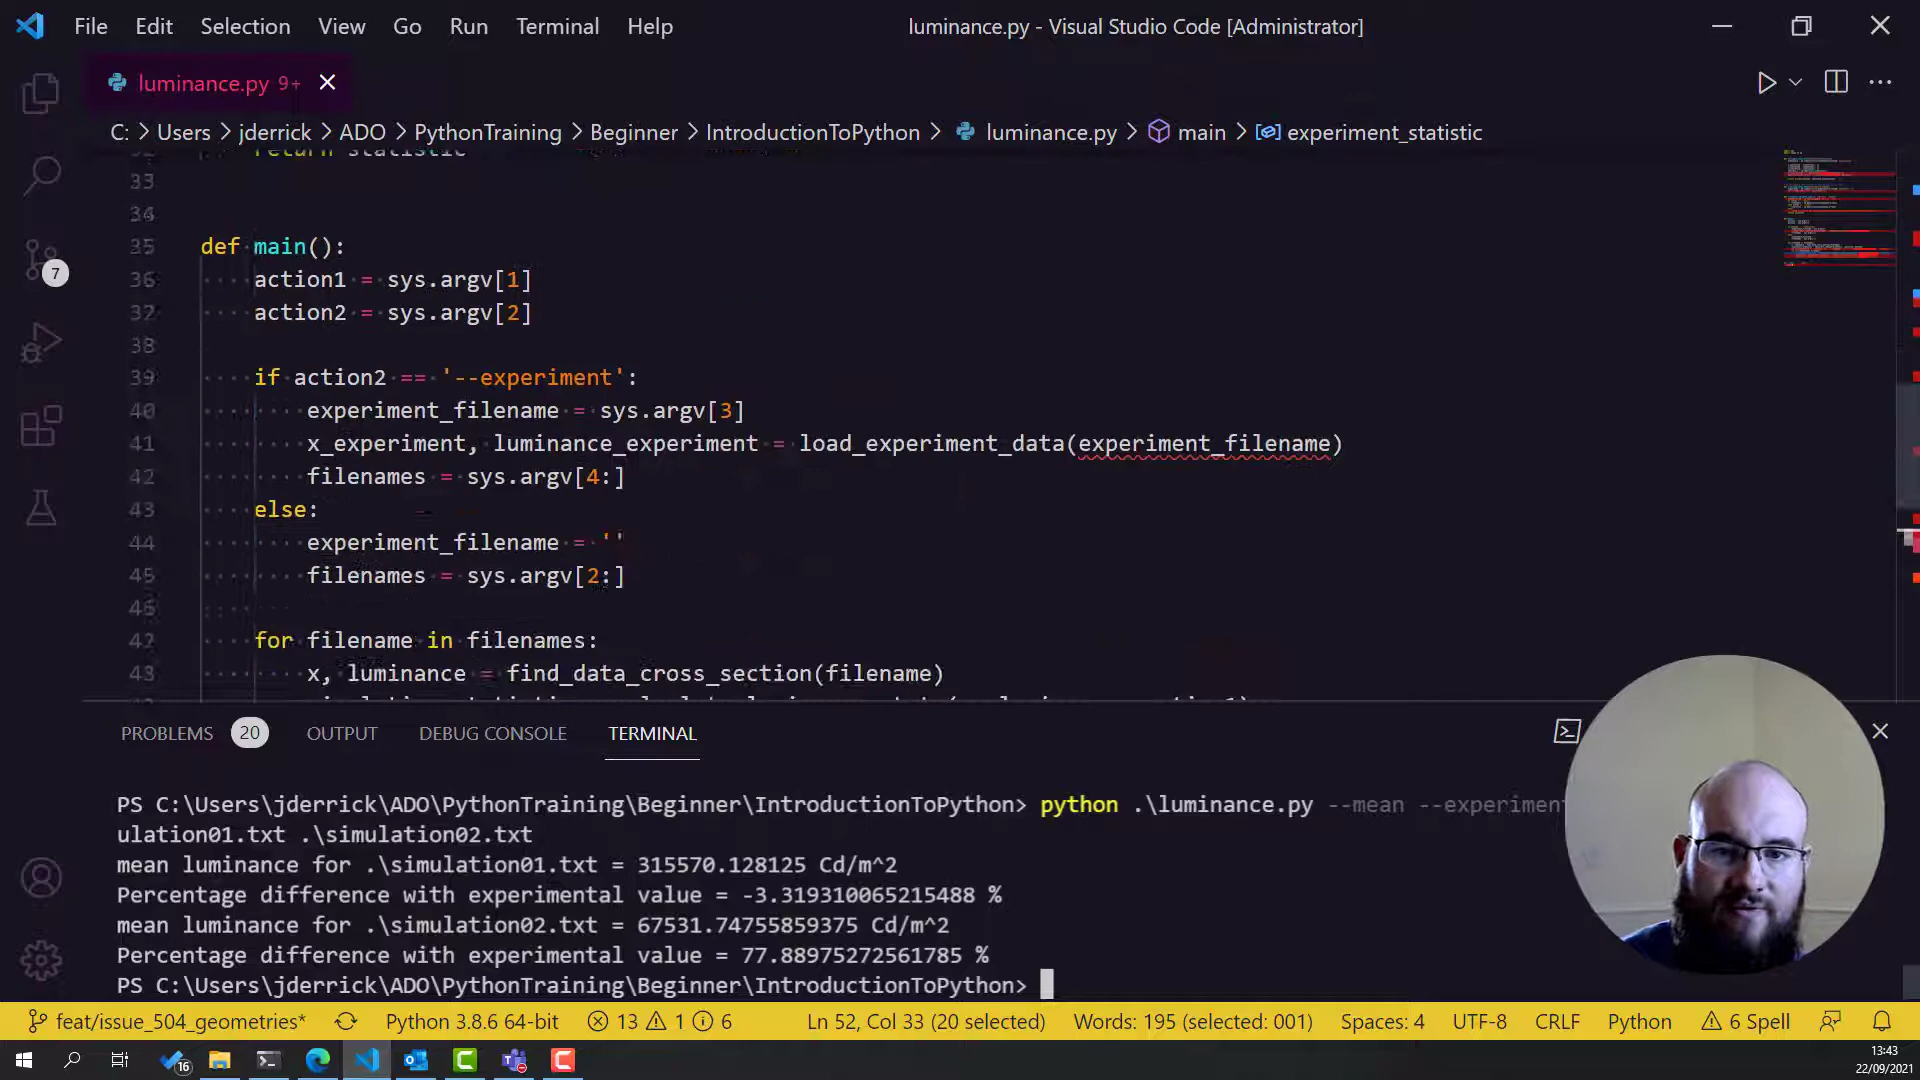 File Edit Selection View Go Run Terminal Help
luminance.py - Visual Studio Code [Administrator]
luminance.py 9+
C: > Users > jderrick > ADO > PythonTraining > Beginner > IntroductionToPython > luminance.py > main > experiment_statistic
return statistic
33
34
35 def main():
36 action1 = sys.argv[1]
37 action2 = sys.argv[2]
38
39 if action2 == '--experiment':
40 experiment_filename = sys.argv[3]
41 x_experiment, luminance_experiment = load_experiment_data(experiment_filename)
42 filenames = sys.argv[4:]
43 else:
44 experiment_filename = ''
45 filenames = sys.argv[2:]
46
47 for filename in filenames:
48 x, luminance = find_data_cross_section(filename)
7
PROBLEMS 20 OUTPUT DEBUG CONSOLE TERMINAL
PS C:\Users\jderrick\ADO\PythonTraining\Beginner\IntroductionToPython> python .\luminance.py --mean --experiment
ulation01.txt .\simulation02.txt
mean luminance for .\simulation01.txt = 315570.128125 Cd/m^2
Percentage difference with experimental value = -3.319310065215488 %
mean luminance for .\simulation02.txt = 67531.74755859375 Cd/m^2
Percentage difference with experimental value = 77.88975272561785 %
PS C:\Users\jderrick\ADO\PythonTraining\Beginner\IntroductionToPython>
feat/issue_504_geometries* Python 3.8.6 64-bit 13 1 6 Ln 52, Col 33 (20 selected) Words: 195 (selected: 001) Spaces: 4 UTF-8 CRLF Python 6 Spell
16
13:43
22/09/2021